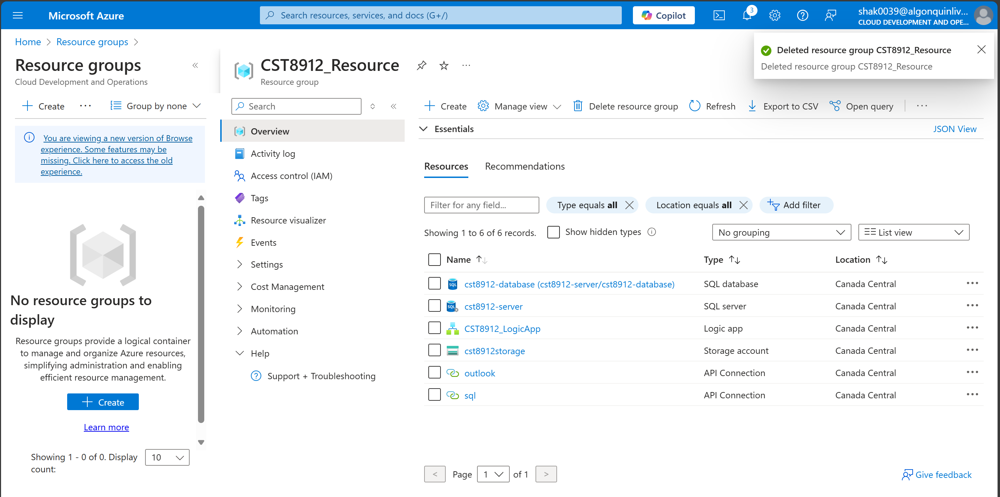 Microsoft Azure
Search resources, services, and docs (G+/)
Copilot
3
shak0039@algonquinliv...
CLOUD DEVELOPMENT AND OPE...
Home > Resource groups >
Deleted resource group CST8912_Resource
Deleted resource group CST8912_Resource
Resource groups
Cloud Development and Operations
Create
Group by none
You are viewing a new version of Browse
experience. Some features may be
missing. Click here to access the old
experience.
No resource groups to
display
Resource groups provide a logical container
to manage and organize Azure resources,
simplifying administration and enabling
efficient resource management.
Create
Learn more
Showing 1 - 0 of 0. Display
count:
10
CST8912_Resource
Resource group
Search
Overview
Activity log
Access control (IAM)
Tags
Resource visualizer
Events
Settings
Cost Management
Monitoring
Automation
Help
Support + Troubleshooting
Create
Manage view
Delete resource group
Refresh
Export to CSV
Open query
Essentials
JSON View
Resources
Recommendations
Filter for any field...
Type equals all
Location equals all
Add filter
Showing 1 to 6 of 6 records.
Show hidden types
No grouping
List view
Name Type Location
SQL cst8912-database (cst8912-server/cst8912-database) SQL database Canada Central
SQL cst8912-server SQL server Canada Central
CST8912_LogicApp Logic app Canada Central
cst8912storage Storage account Canada Central
outlook API Connection Canada Central
sql API Connection Canada Central
< Page 1 of 1 >
Give feedback